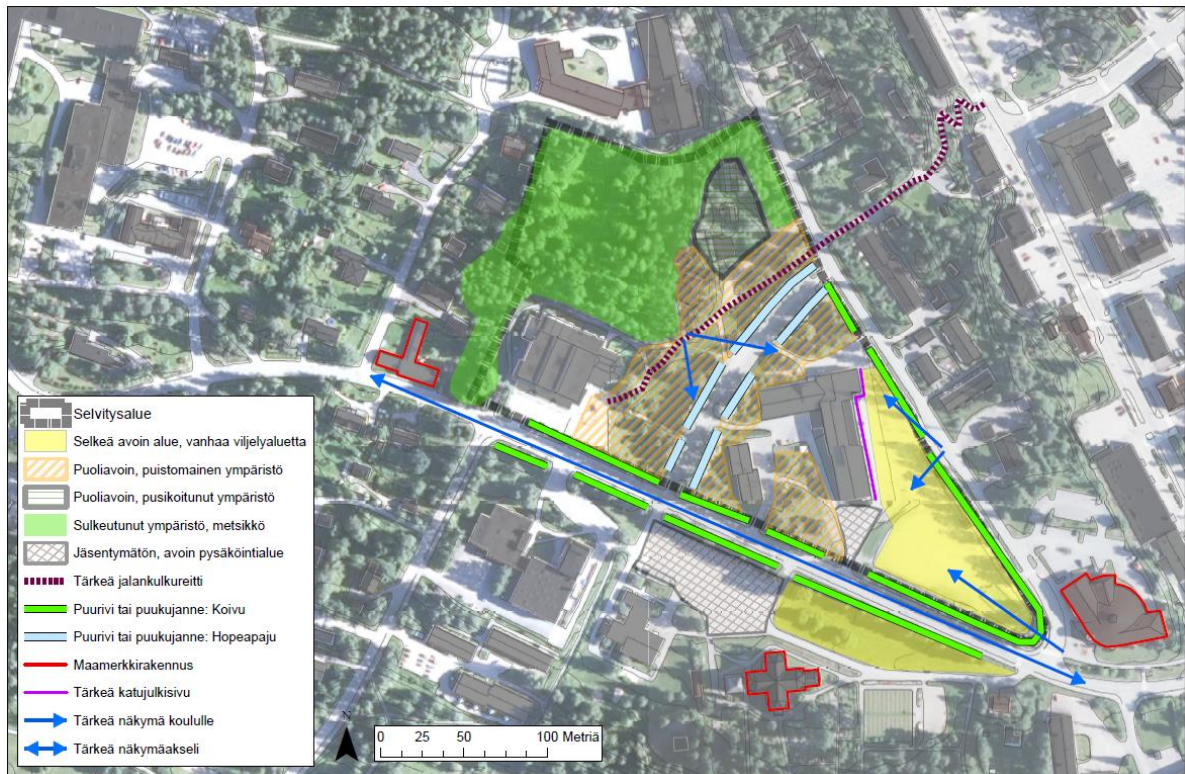 Selvitysalue
Selkeä avoin alue, vanhaa viljelyaluetta
Puoliavoin, puistomainen ympäristö
Puoliavoin, pusikoitunut ympäristö
Sulkeutunut ympäristö, metsikkö
Jäsentymätön, avoin pysäköintialue
Tärkeä jalankulkureitti
Puurivi tai puukujanne: Koivu
Puurivi tai puukujanne: Hopeapaju
Maamerkkirakennus
Tärkeä katujulkisivu
Tärkeä näkymä koululle
Tärkeä näkymäakseli
N
0 25 50 100 Metriä